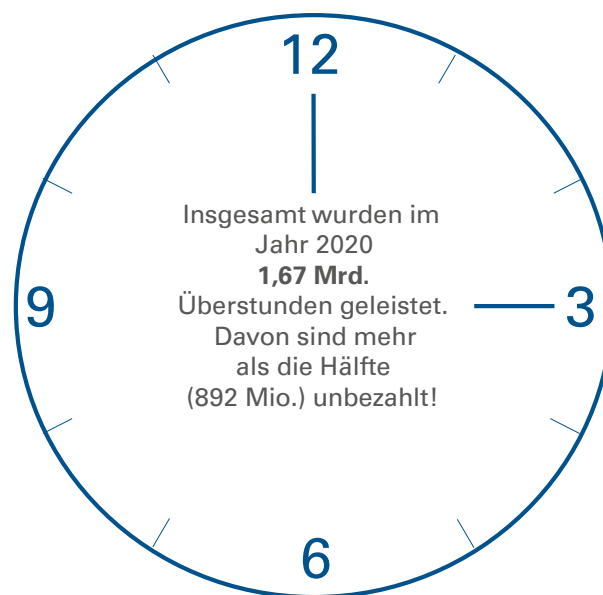 12
Insgesamt wurden im
Jahr 2020
1,67 Mrd.
9
Überstunden geleistet.
3
Davon sind mehr
als die Hälfte
(892 Mio.) unbezahlt!
6